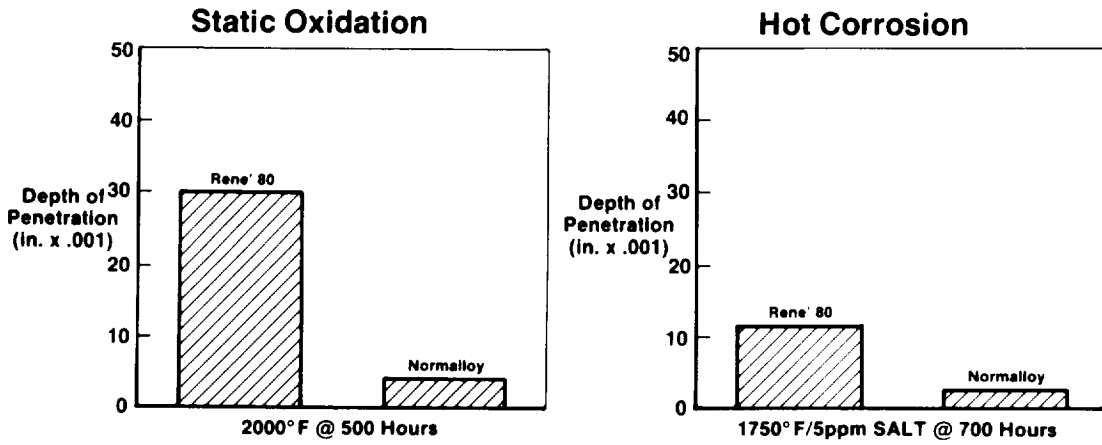 Static Oxidation
50
40
30
20
10
0
Depth of
Penetration
(in. x .001)
Rene' 80
Normalloy
2000°F @ 500 Hours
Hot Corrosion
50
40
30
20
10
0
Depth of
Penetration
(in. x .001)
Rene' 80
Normalloy
1750°F/5ppm SALT @ 700 Hours